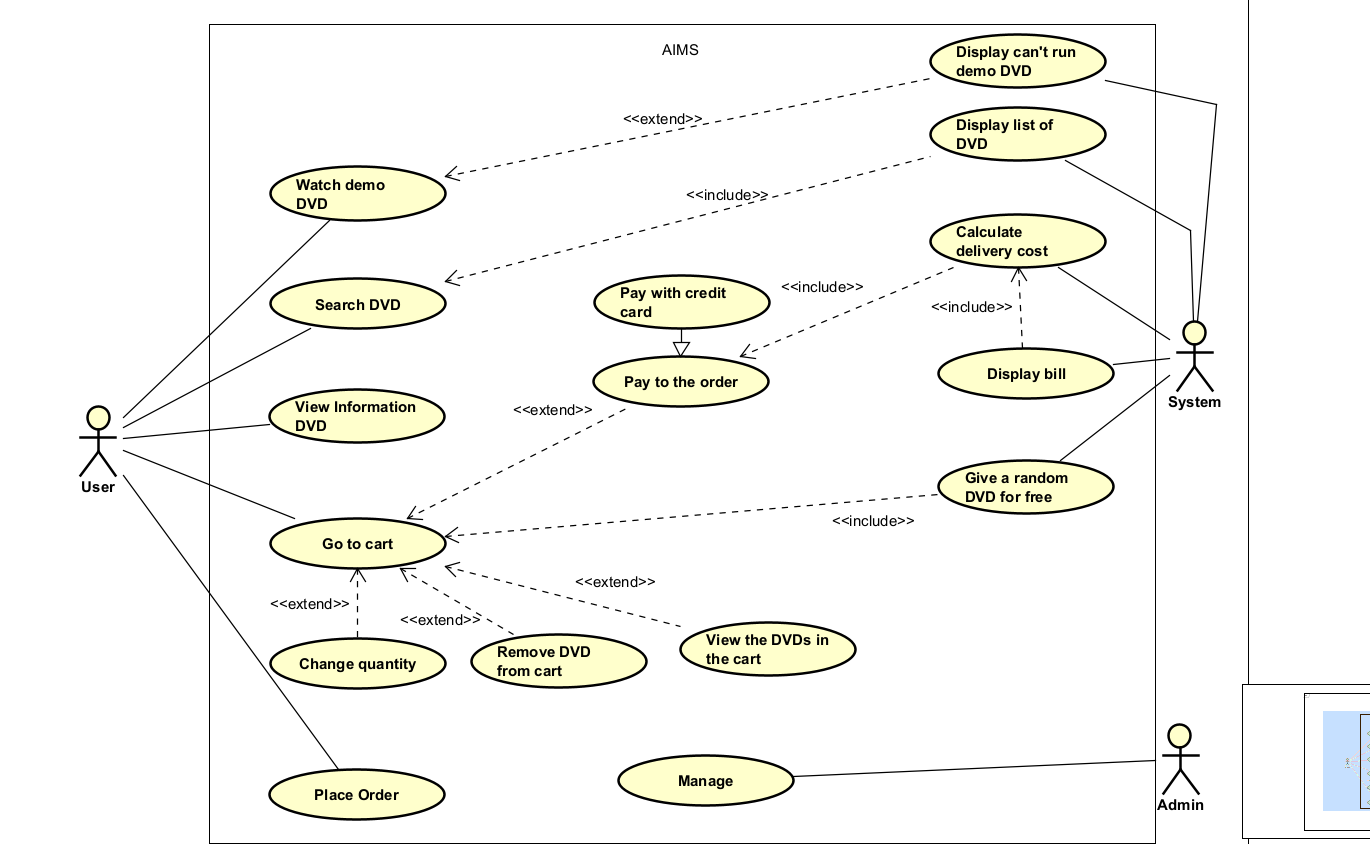 AIMS
Display can't run
demo DVD
<<extend>>
Display list of
DVD
Watch demo
DVD
<<include>>
Calculate
delivery cost
Search DVD
Pay with credit
card
<<include>>
<<include>>
Pay to the order
Display bill
System
View Information
DVD
<<extend>>
User
Give a random
DVD for free
<<include>>
Go to cart
<<extend>>
<<extend>>
<<extend>>
Change quantity
Remove DVD
from cart
View the DVDs in
the cart
Place Order
Manage
Admin